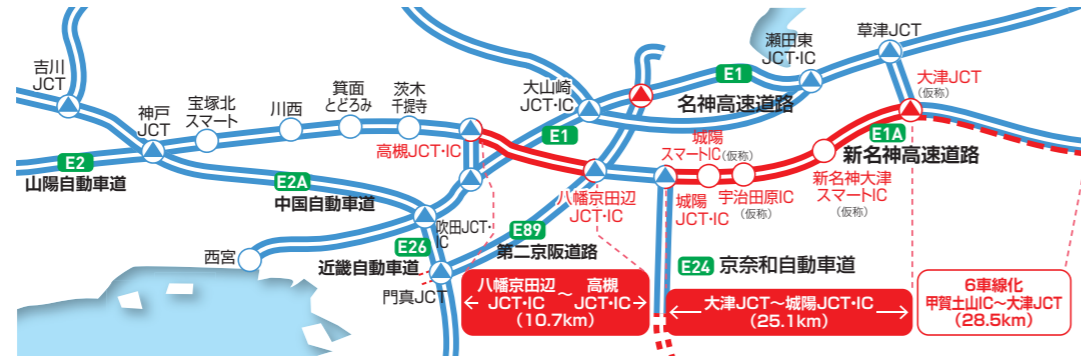 吉川
JCT
神戸
JCT
宝塚北
スマート
川西
箕面
とどろみ
茨木
千提寺
高槻JCT・IC
大山崎
JCT・IC
E1
名神高速道路
瀬田東
JCT・IC
草津JCT
大津JCT
(仮称)
E1A
新名神高速道路
E1
城陽
スマートIC(仮称)
宇治田原IC
(仮称)
新名神大津
スマートIC
(仮称)
八幡京田辺
JCT・IC
城陽
JCT・IC
E2
山陽自動車道
E2A
中国自動車道
吹田JCT・
IC
西宮
E26
近畿自動車道
門真JCT
E89
第二京阪道路
E24 京奈和自動車道
八幡京田辺 ～ 高槻
JCT・IC JCT・IC
(10.7km)
大津JCT～城陽JCT・IC
(25.1km)
6車線化
甲賀土山IC～大津JCT
(28.5km)